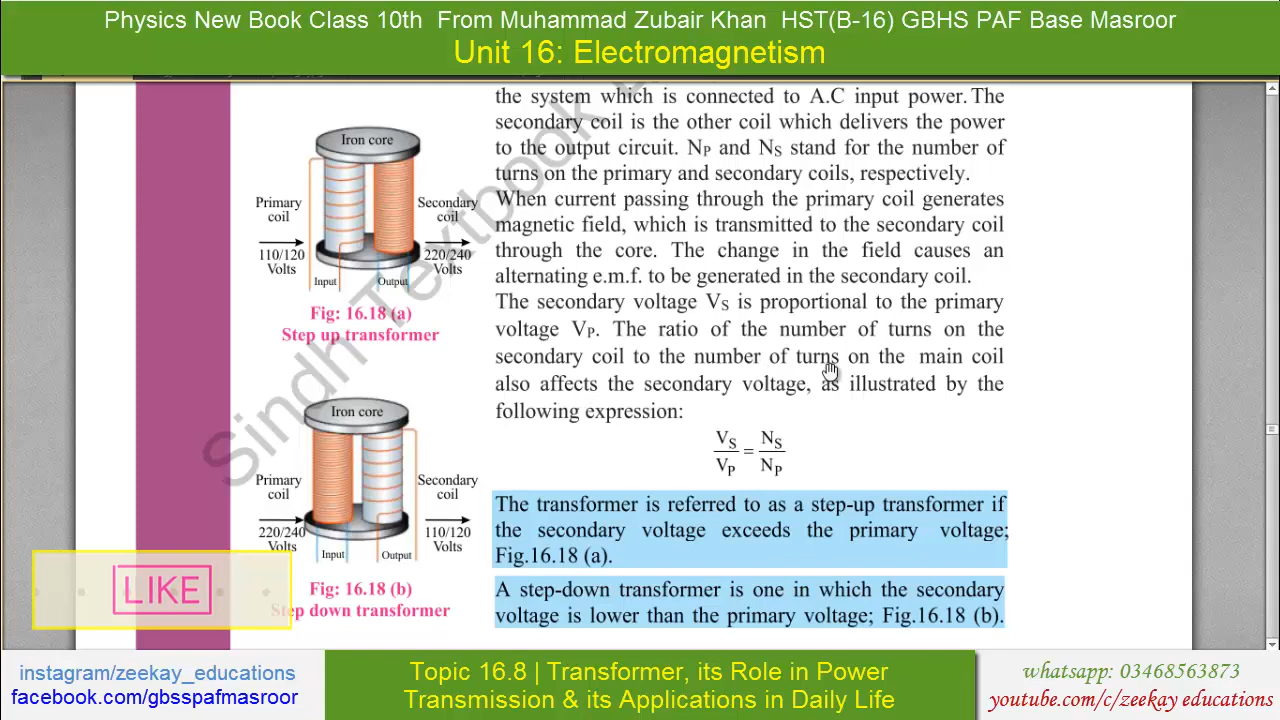 Physics New Book Class 10th From Muhammad Zubair Khan HST(B-16) GBHS PAF Base Masroor
Unit 16: Electromagnetism
the system which is connected to A.C input power. The
secondary coil is the other coil which delivers the power
to the output circuit. NP and NS stand for the number of
turns on the primary and secondary coils, respectively.
When current passing through the primary coil generates
magnetic field, which is transmitted to the secondary coil
through the core. The change in the field causes an
alternating e.m.f. to be generated in the secondary coil.
The secondary voltage VS is proportional to the primary
voltage VP. The ratio of the number of turns on the
secondary coil to the number of turns on the main coil
also affects the secondary voltage, as illustrated by the
following expression:
VS/VP = NS/NP
The transformer is referred to as a step-up transformer if
the secondary voltage exceeds the primary voltage;
Fig.16.18 (a).
A step-down transformer is one in which the secondary
voltage is lower than the primary voltage; Fig.16.18 (b).
Iron core
Primary
coil
Secondary
coil
110/120
Volts
220/240
Volts
Input
Output
Fig: 16.18 (a)
Step up transformer
Iron core
Primary
coil
Secondary
coil
220/240
Volts
110/120
Volts
Input
Output
Fig: 16.18 (b)
Step down transformer
LIKE
Sindh Textbook
instagram/zeekay_educations
facebook.com/gbsspafmasroor
Topic 16.8 | Transformer, its Role in Power
Transmission & its Applications in Daily Life
whatsapp: 03468563873
youtube.com/c/zeekay educations